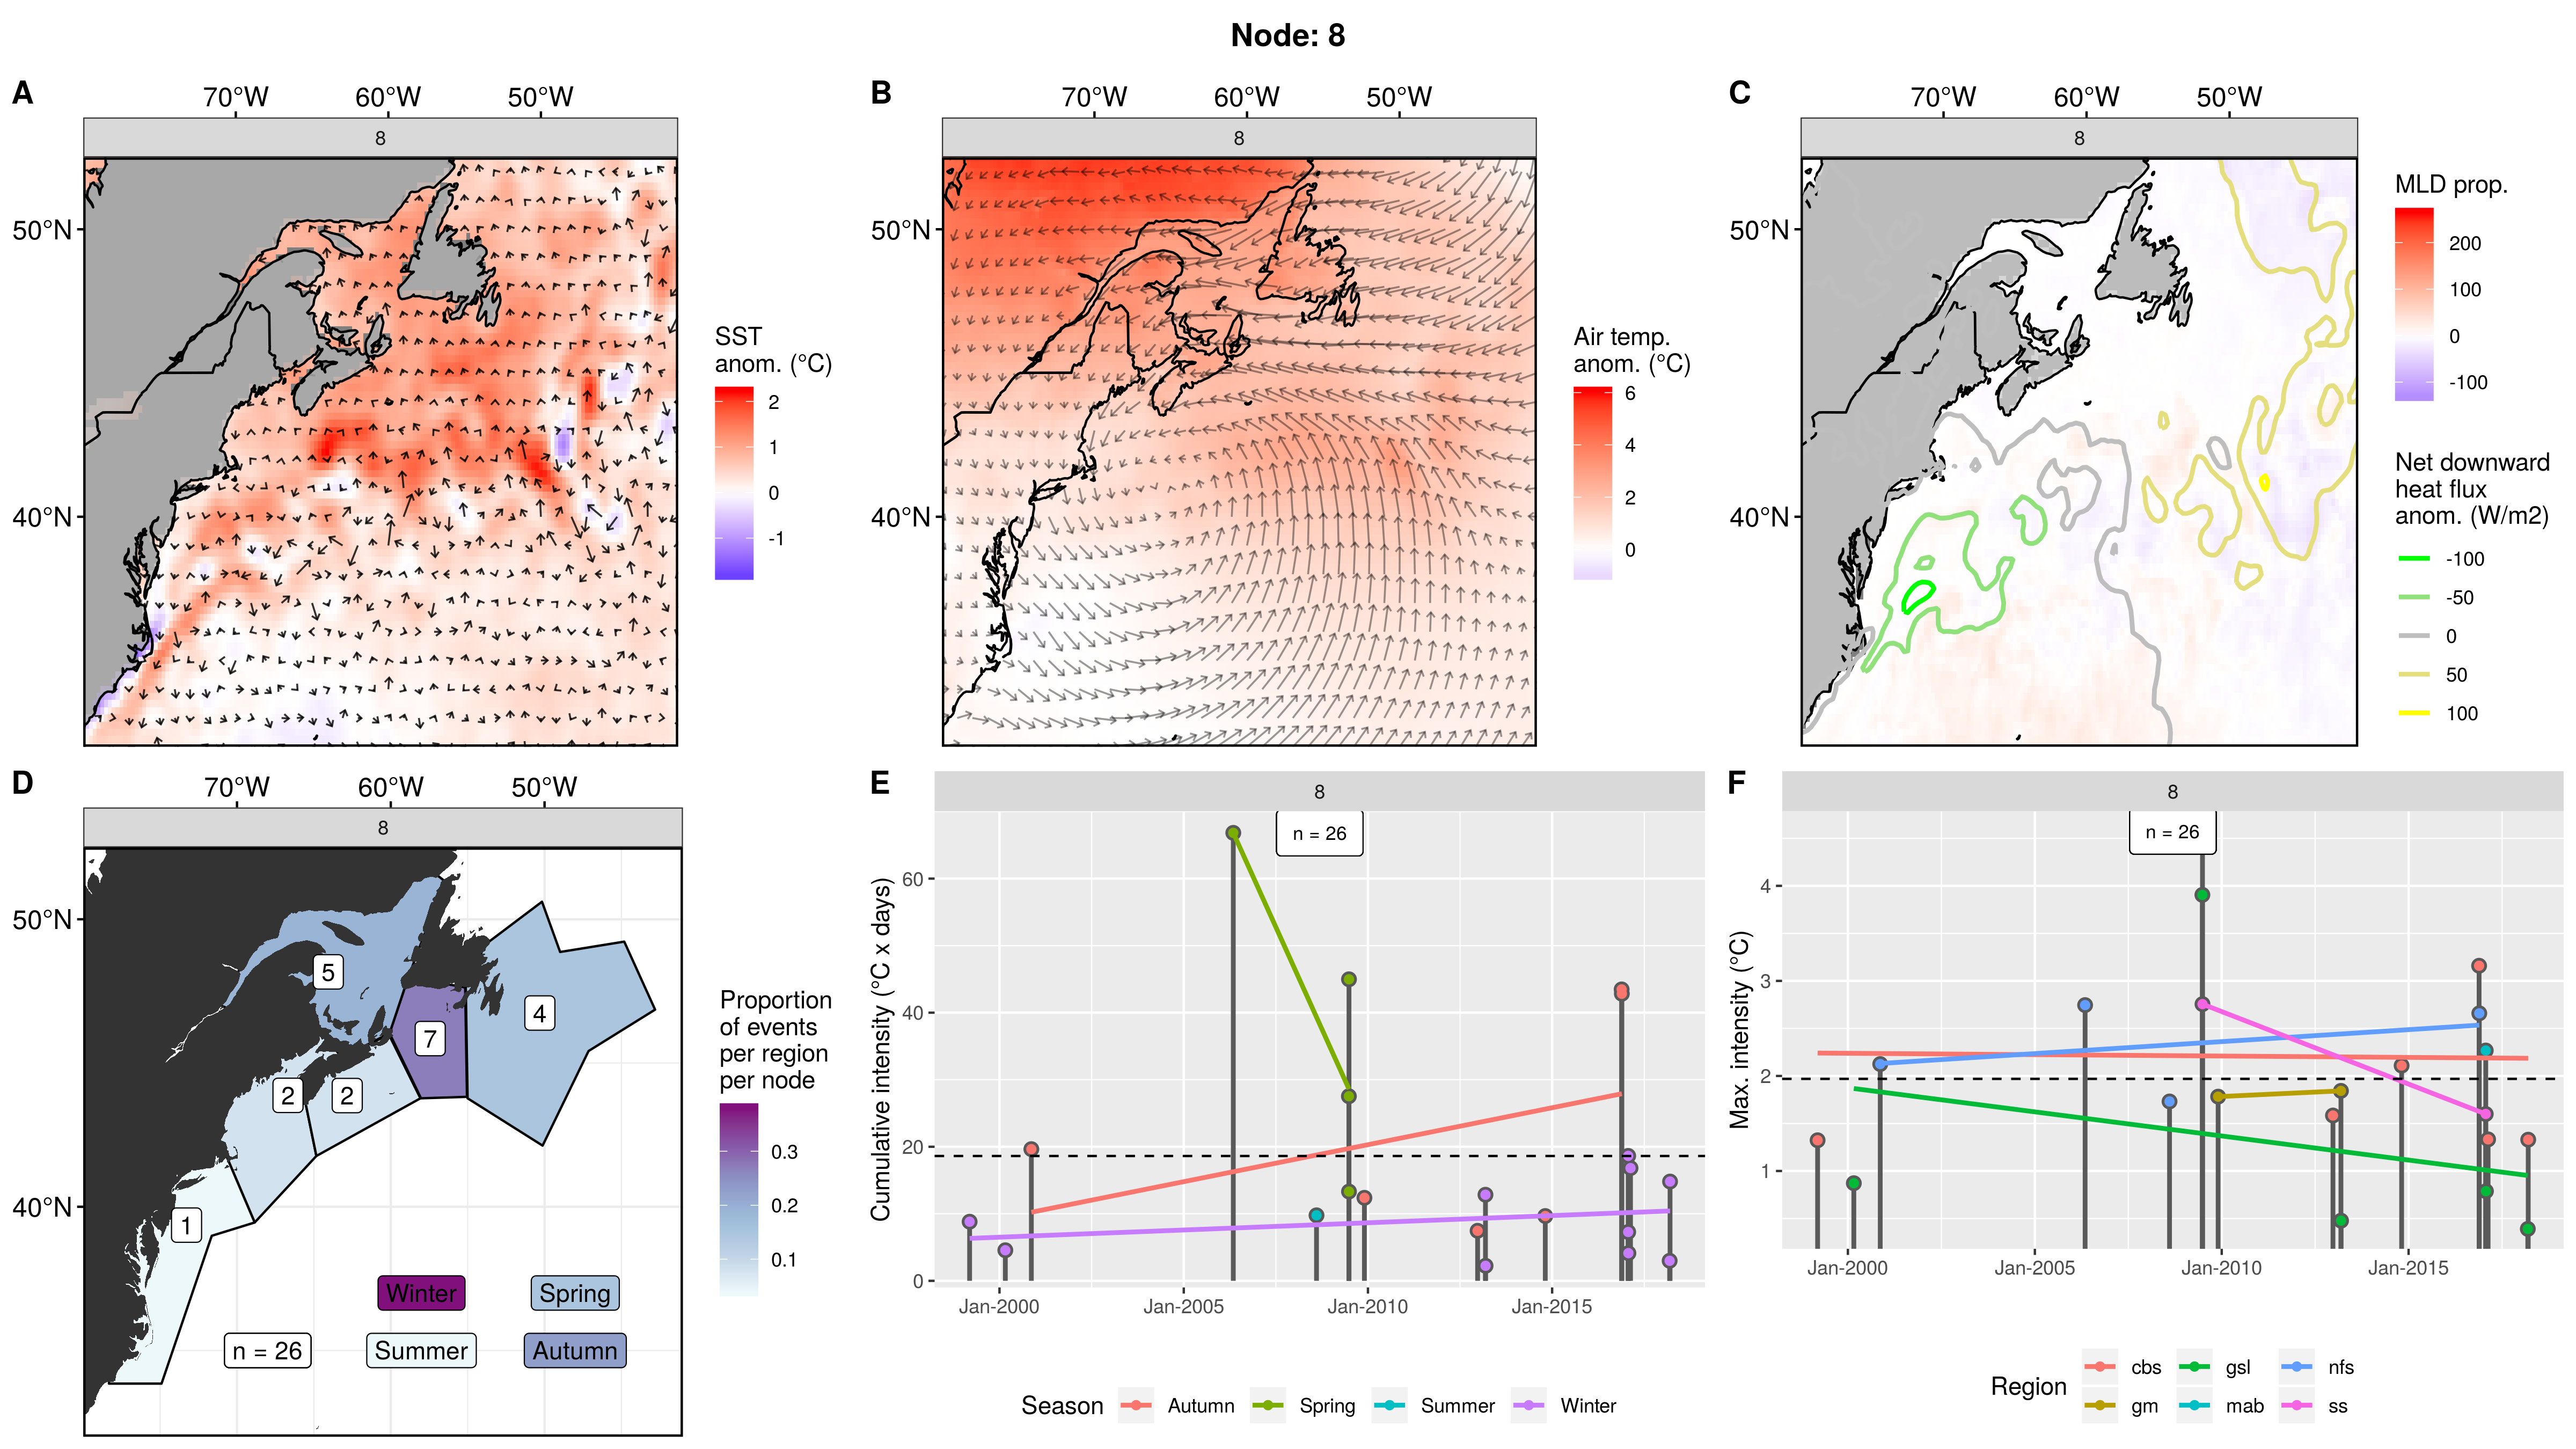 Node: 8
A
70°W 60°W 50°W
8
50°N
40°N
SST
anom. (°C)
2
1
0
-1
B
70°W 60°W 50°W
8
50°N
40°N
Air temp.
anom. (°C)
6
4
2
0
C
70°W 60°W 50°W
8
50°N
40°N
MLD prop.
200
100
0
-100
Net downward
heat flux
anom. (W/m2)
-100
-50
0
50
100
D
70°W 60°W 50°W
8
50°N
40°N
5
7
4
2
2
1
Winter
Spring
n = 26
Summer
Autumn
Proportion
of events
per region
per node
0.3
0.2
0.1
E
8
n = 26
Cumulative intensity (°C x days)
60
40
20
0
Jan-2000 Jan-2005 Jan-2010 Jan-2015
Season Autumn Spring Summer Winter
F
8
n = 26
Max. intensity (°C)
4
3
2
1
Jan-2000 Jan-2005 Jan-2010 Jan-2015
Region
cbs gsl nfs
gm mab ss